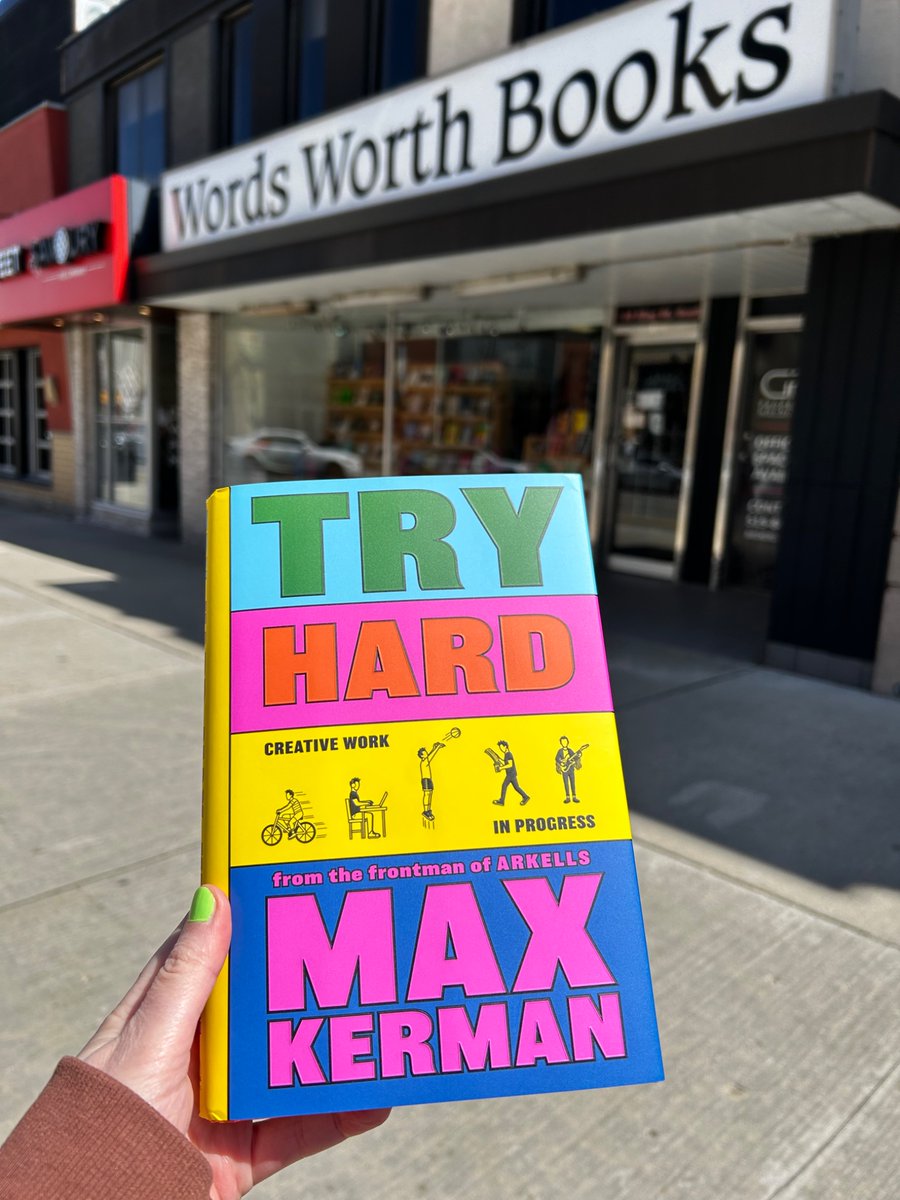 Words Worth Books
TRY
HARD
CREATIVE WORK
IN PROGRESS
from the frontman of ARKELLS
MAX
KERMAN